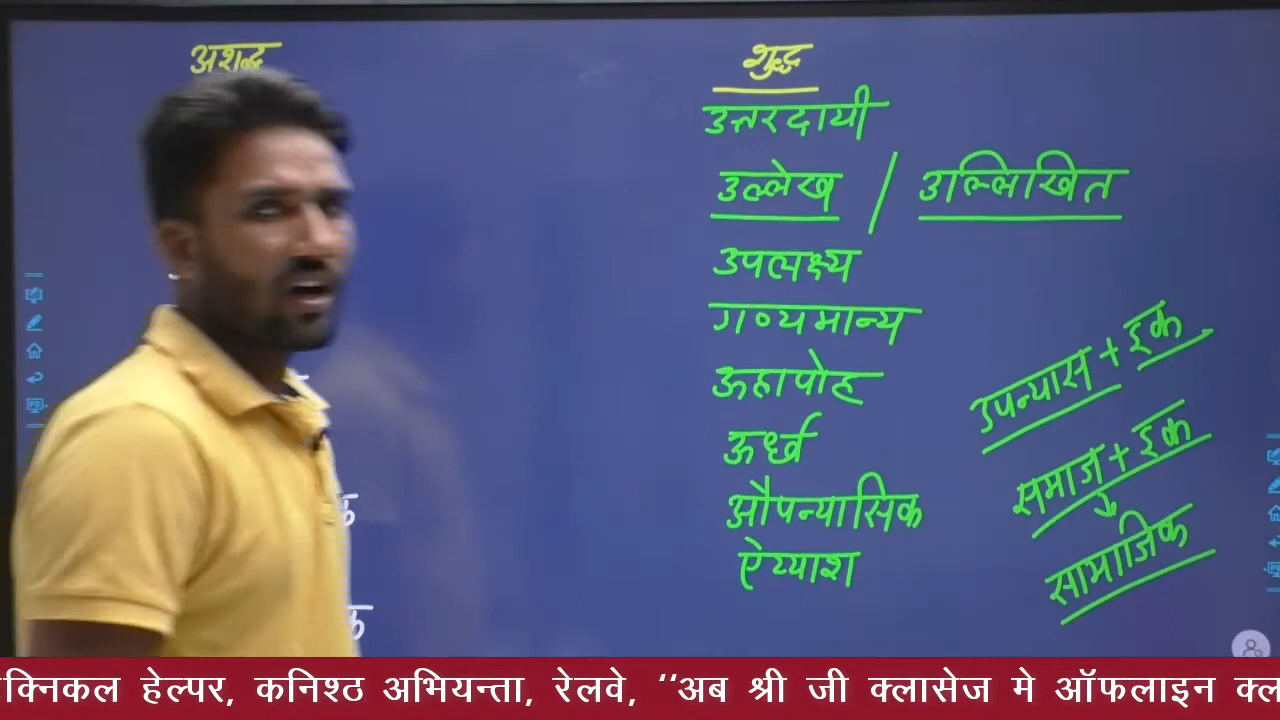 अशुद्ध
शुद्ध
उत्तरदायी
उल्लेख / उल्लिखित
उपलक्ष्य
गण्यमान्य
ऊहापोह
ऊर्ध्व
औपन्यासिक
ऐय्याश
उपन्यास + इक
समाज + इक
सामाजिक
क्निकल हेल्पर, कनिश्ठ अभियन्ता, रेलवे, ‘‘अब श्री जी क्लासेज मे ऑफलाइन क्ल